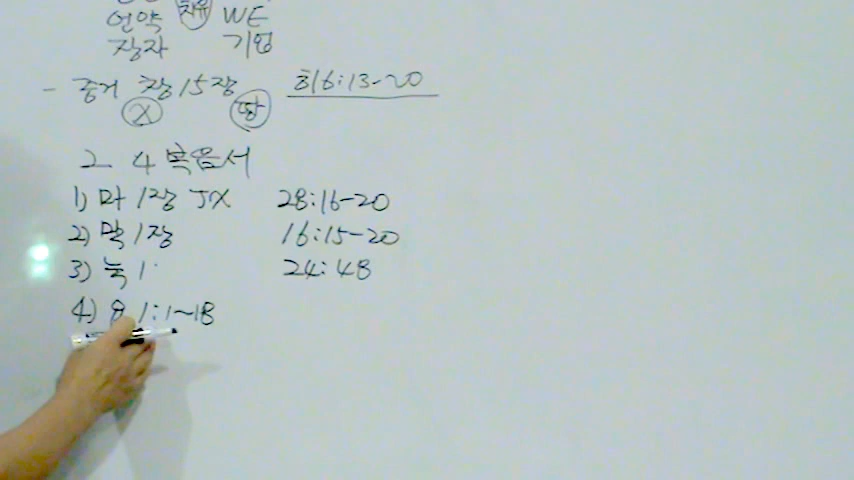 언약 치유 WE
장자 기업
- 증거 창15장 히6:13-20
X 땅
2. 4복음서
1) 마 1장 JX 28:16-20
2) 막 1장 16:15-20
3) 눅 1 24:48
4) 요 1:1~18